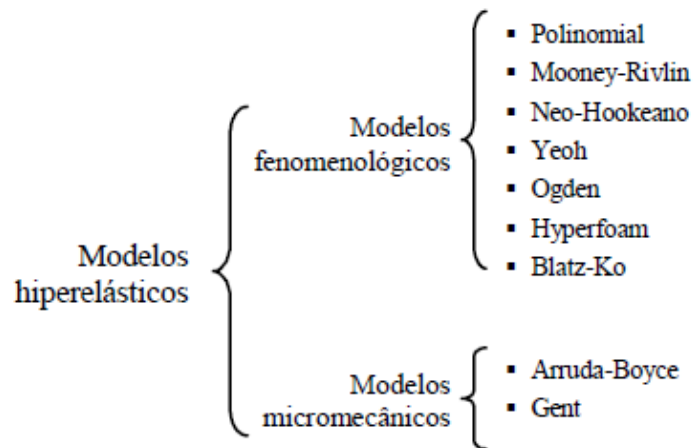 Modelos
hiperelásticos
Modelos
fenomenológicos
▪ Polinomial
▪ Mooney-Rivlin
▪ Neo-Hookeano
▪ Yeoh
▪ Ogden
▪ Hyperfoam
▪ Blatz-Ko
Modelos
micromecânicos
▪ Arruda-Boyce
▪ Gent